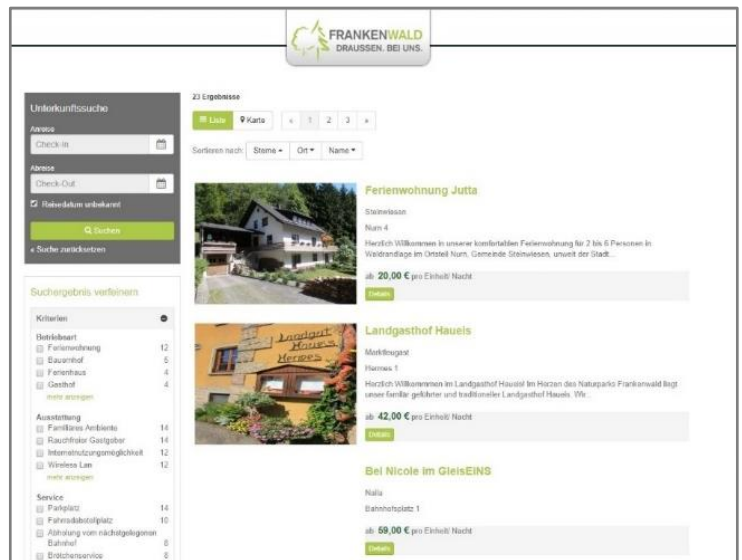 FRANKENWALD
DRAUSSEN. BEI UNS.
Unterkunftssuche
Anreise
Check-In
Abreise
Check-Out
Reisedatum unbekannt
Suchen
« Suche zurücksetzen
Suchergebnis verfeinern
Kriterien
Betriebsart
Ferienwohnung 12
Bauernhof 5
Ferienhaus 4
Gasthof 4
mehr anzeigen
Ausstattung
Familiäres Ambiente 14
Rauchfreier Gastgeber 14
Internetnutzungsmöglichkeit 12
Wireless Lan 12
mehr anzeigen
Service
Parkplatz 14
Fahrradabstellplatz 10
Abholung vom nächstgelegenen
Bahnhof 8
Brötchenservice 8
23 Ergebnisse
Liste Karte « 1 2 3 »
Sortieren nach: Sterne Ort Name
Ferienwohnung Jutta
Steinwiesen
Nurn 4
Herzlich Willkommen in unserer komfortablen Ferienwohnung für 2 bis 6 Personen in
Waldrandlage im Ortsteil Nurn, Gemeinde Steinwiesen, unweit der Stadt...
ab 20,00 € pro Einheit/ Nacht
Details
Landgasthof Haueis
Marktleugast
Hermes 1
Herzlich Willkommmen im Landgasthof Haueis! Im Herzen des Naturparks Frankenwald liegt
unser familär geführter und traditioneller Landgasthof Haueis. Wir...
ab 42,00 € pro Einheit/ Nacht
Details
Landgasthof
Haueis
Hermes
Bei Nicole im GleisEINS
Naila
Bahnhofsplatz 1
ab 59,00 € pro Einheit/ Nacht
Details